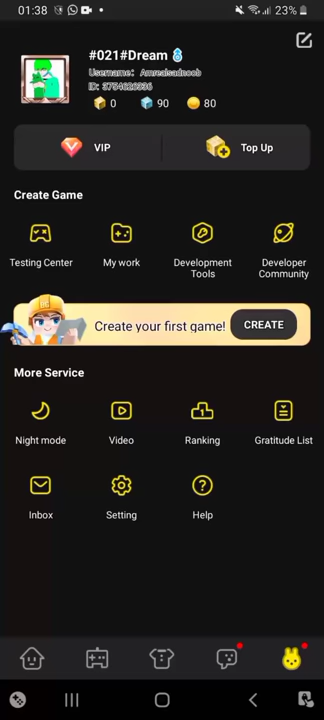 01:38
23%
#021#Dream
Username: Amrealsadnoob
0
90
80
VIP
Top Up
Create Game
Testing Center
My work
Development Tools
Developer Community
Create your first game!
CREATE
More Service
Night mode
Video
Ranking
Gratitude List
Inbox
Setting
Help